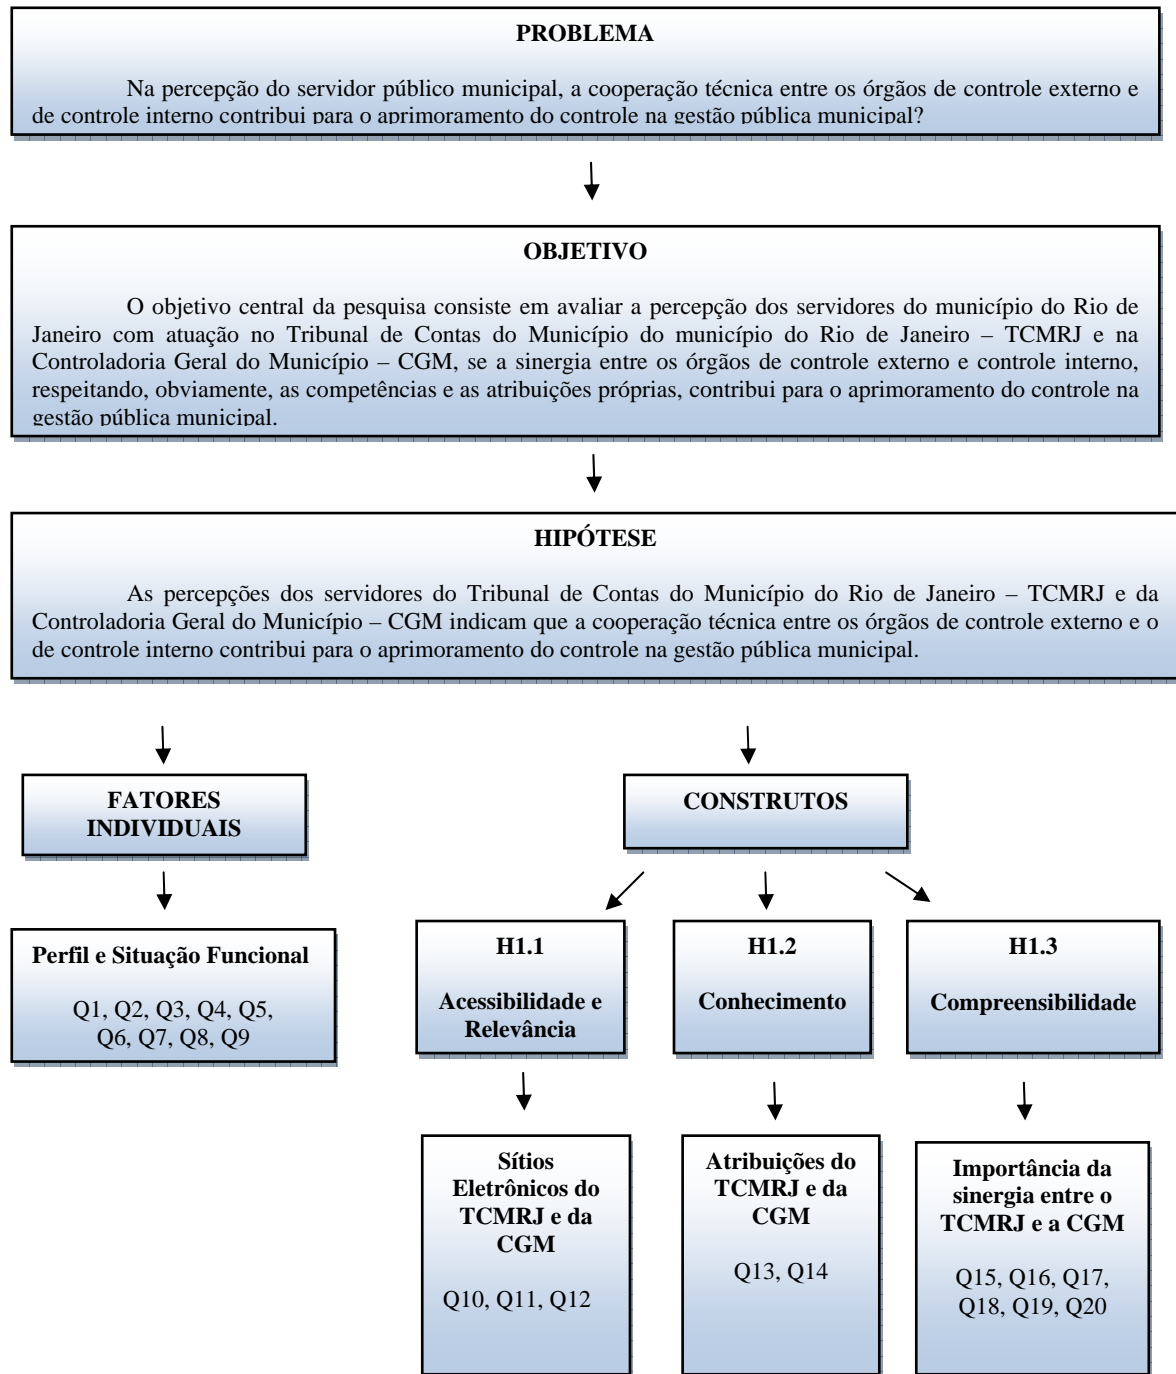 PROBLEMA
Na percepção do servidor público municipal, a cooperação técnica entre os órgãos de controle externo e
de controle interno contribui para o aprimoramento do controle na gestão pública municipal?
OBJETIVO
O objetivo central da pesquisa consiste em avaliar a percepção dos servidores do município do Rio de
Janeiro com atuação no Tribunal de Contas do Município do município do Rio de Janeiro – TCMRJ e na
Controladoria Geral do Município – CGM, se a sinergia entre os órgãos de controle externo e controle interno,
respeitando, obviamente, as competências e as atribuições próprias, contribui para o aprimoramento do controle na
gestão pública municipal.
HIPÓTESE
As percepções dos servidores do Tribunal de Contas do Município do Rio de Janeiro – TCMRJ e da
Controladoria Geral do Município – CGM indicam que a cooperação técnica entre os órgãos de controle externo e o
de controle interno contribui para o aprimoramento do controle na gestão pública municipal.
FATORES
INDIVIDUAIS
CONSTRUTOS
Perfil e Situação Funcional
Q1, Q2, Q3, Q4, Q5,
Q6, Q7, Q8, Q9
H1.1
Acessibilidade e
Relevância
H1.2
Conhecimento
H1.3
Compreensibilidade
Sítios
Eletrônicos do
TCMRJ e da
CGM
Q10, Q11, Q12
Atribuições do
TCMRJ e da
CGM
Q13, Q14
Importância da
sinergia entre o
TCMRJ e a CGM
Q15, Q16, Q17,
Q18, Q19, Q20